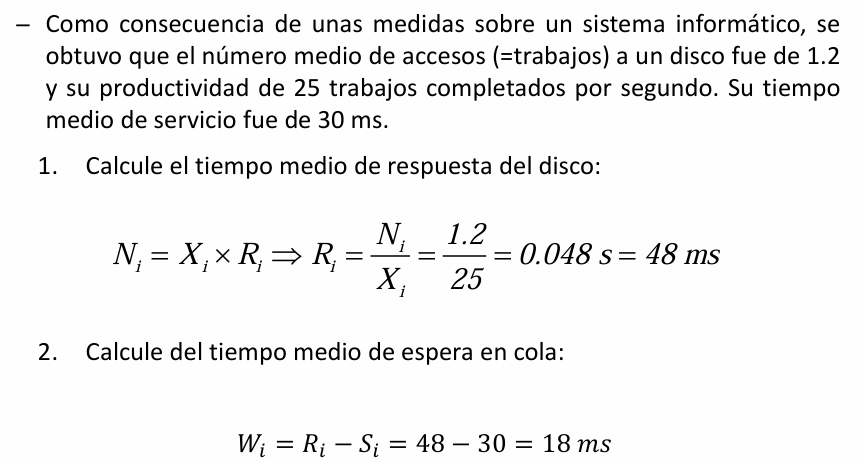 – Como consecuencia de unas medidas sobre un sistema informático, se
obtuvo que el número medio de accesos (=trabajos) a un disco fue de 1.2
y su productividad de 25 trabajos completados por segundo. Su tiempo
medio de servicio fue de 30 ms.
1. Calcule el tiempo medio de respuesta del disco:
N_i = X_i × R_i ⇒ R_i = N_i / X_i = 1.2 / 25 = 0.048 s = 48 ms
2. Calcule del tiempo medio de espera en cola:
W_i = R_i − S_i = 48 − 30 = 18 ms